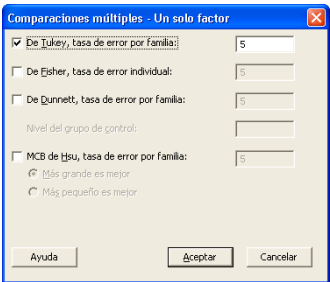 Comparaciones múltiples - Un solo factor
De Tukey, tasa de error por familia: 5
De Fisher, tasa de error individual: 5
De Dunnett, tasa de error por familia: 5
Nivel del grupo de control:
MCB de Hsu, tasa de error por familia: 5
Más grande es mejor
Más pequeño es mejor
Ayuda Aceptar Cancelar